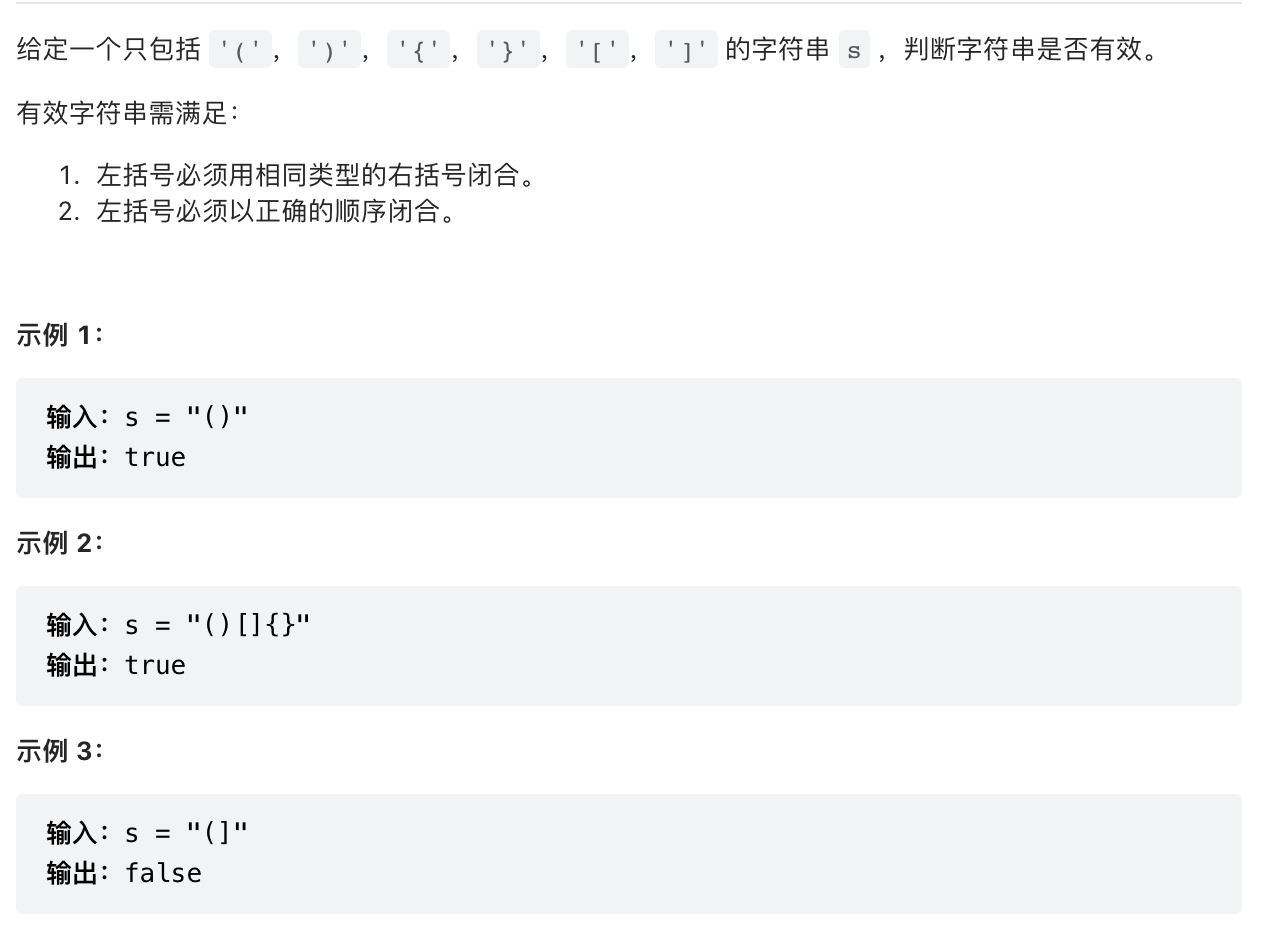 给定一个只包括 '(', ')', '{', '}', '[', ']' 的字符串 s ，判断字符串是否有效。
有效字符串需满足：
1. 左括号必须用相同类型的右括号闭合。
2. 左括号必须以正确的顺序闭合。
示例 1：
输入：s = "()"
输出：true
示例 2：
输入：s = "()[]{}"
输出：true
示例 3：
输入：s = "(]"
输出：false